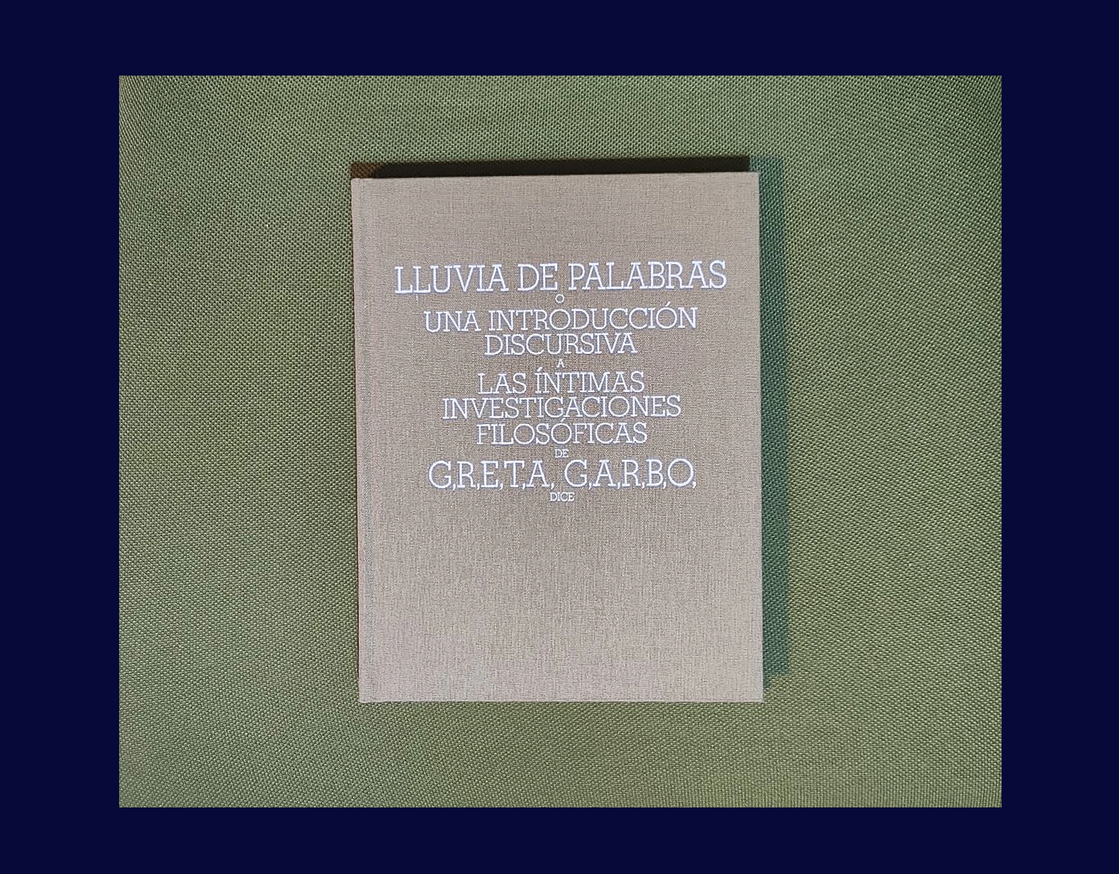 LLUVIA DE PALABRAS
O
UNA INTRODUCCIÓN
DISCURSIVA
A
LAS ÍNTIMAS
INVESTIGACIONES
FILOSÓFICAS
DE
G,R,E,T,A, G,A,R,B,O,
DICE